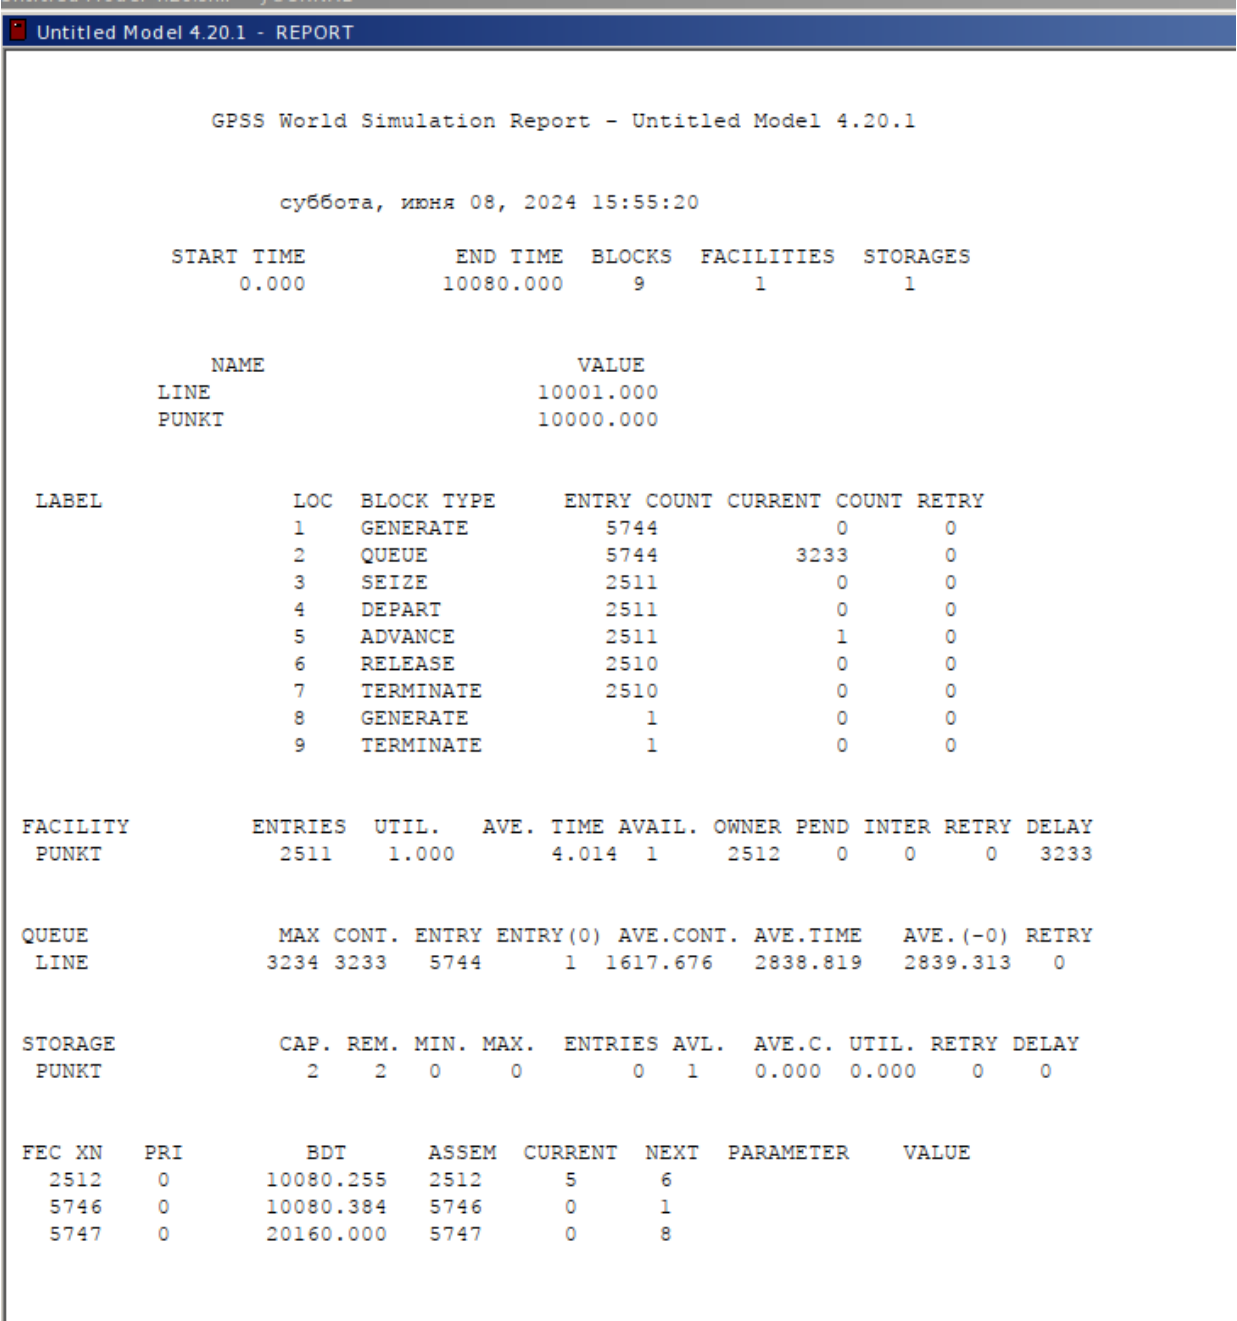 Untitled Model 4.20.1 - REPORT
GPSS World Simulation Report - Untitled Model 4.20.1
суббота, июня 08, 2024 15:55:20
START TIME END TIME BLOCKS FACILITIES STORAGES
0.000 10080.000 9 1 1
NAME VALUE
LINE 10001.000
PUNKT 10000.000
LABEL LOC BLOCK TYPE ENTRY COUNT CURRENT COUNT RETRY
1 GENERATE 5744 0 0
2 QUEUE 5744 3233 0
3 SEIZE 2511 0 0
4 DEPART 2511 0 0
5 ADVANCE 2511 1 0
6 RELEASE 2510 0 0
7 TERMINATE 2510 0 0
8 GENERATE 1 0 0
9 TERMINATE 1 0 0
FACILITY ENTRIES UTIL. AVE. TIME AVAIL. OWNER PEND INTER RETRY DELAY
PUNKT 2511 1.000 4.014 1 2512 0 0 0 3233
QUEUE MAX CONT. ENTRY ENTRY(0) AVE.CONT. AVE.TIME AVE.(-0) RETRY
LINE 3234 3233 5744 1 1617.676 2838.819 2839.313 0
STORAGE CAP. REM. MIN. MAX. ENTRIES AVL. AVE.C. UTIL. RETRY DELAY
PUNKT 2 2 0 0 0 1 0.000 0.000 0 0
FEC XN PRI BDT ASSEM CURRENT NEXT PARAMETER VALUE
2512 0 10080.255 2512 5 6
5746 0 10080.384 5746 0 1
5747 0 20160.000 5747 0 8